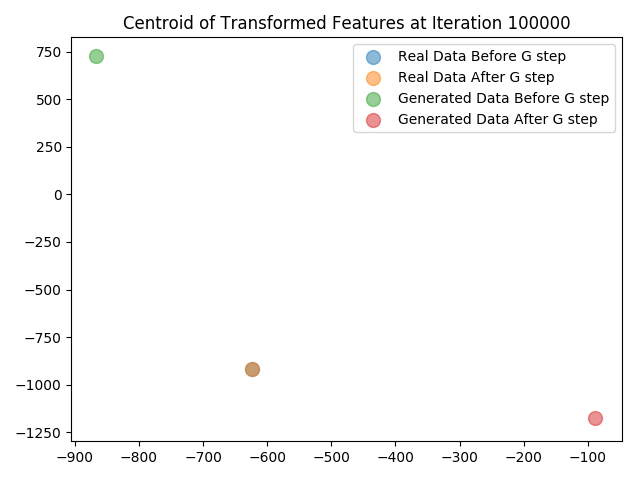 Centroid of Transformed Features at Iteration 100000
Real Data Before G step
Real Data After G step
Generated Data Before G step
Generated Data After G step
750
500
250
0
−250
−500
−750
−1000
−1250
−900 −800 −700 −600 −500 −400 −300 −200 −100